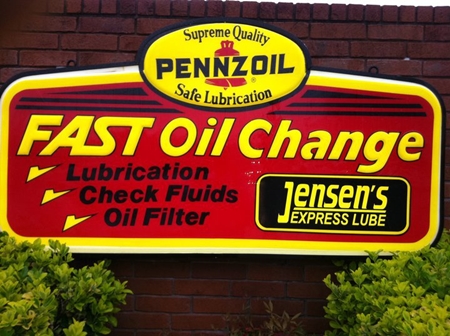 Supreme Quality
PENNZOIL
Safe Lubrication
FAST Oil Change
Lubrication
Check Fluids
Oil Filter
Jensen's
EXPRESS LUBE